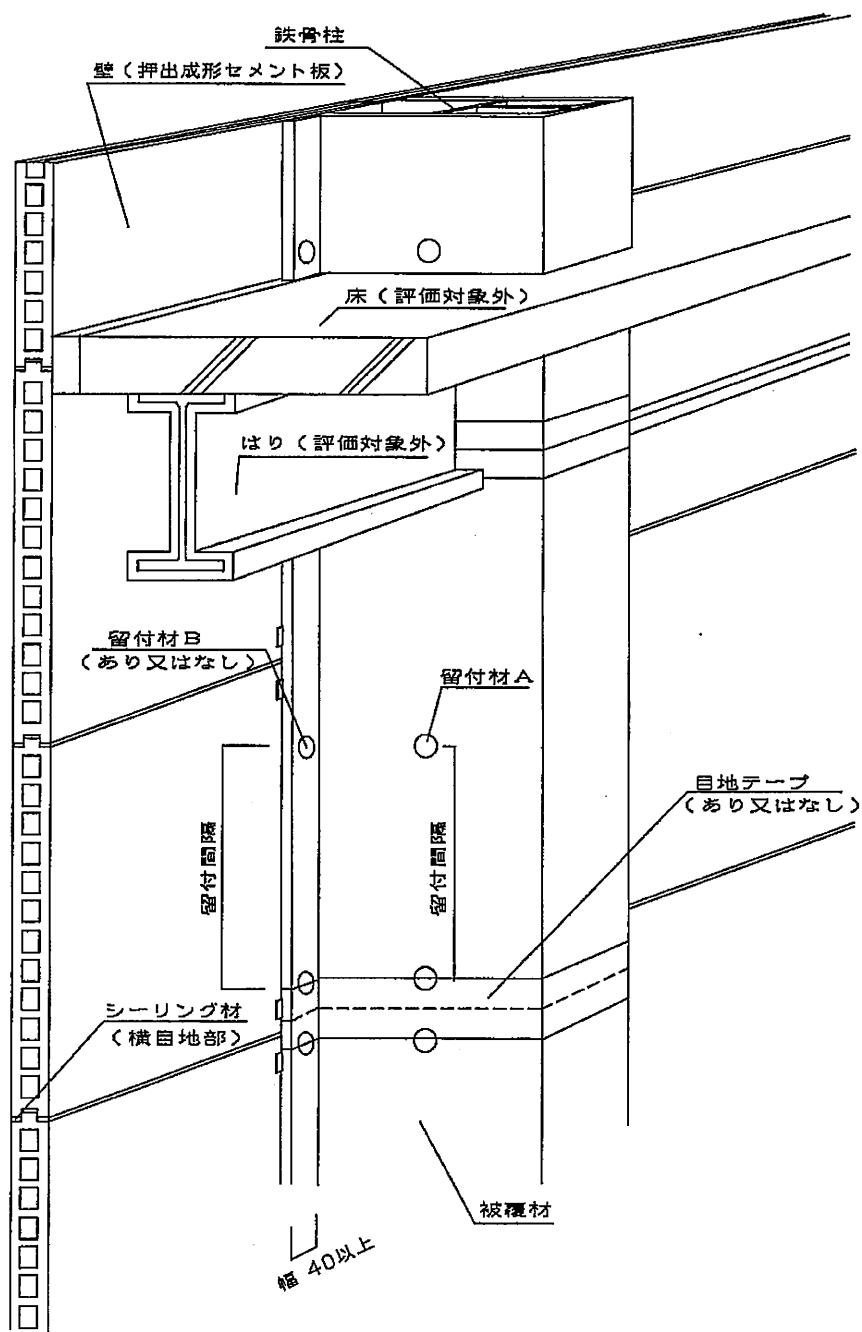 鉄骨柱
壁（押出成形セメント板）
床（評価対象外）
はり（評価対象外）
留付材B
（あり又はなし）
留付材A
目地テープ
（あり又はなし）
留付間隔
留付間隔
シーリング材
（横目地部）
被覆材
幅 40以上